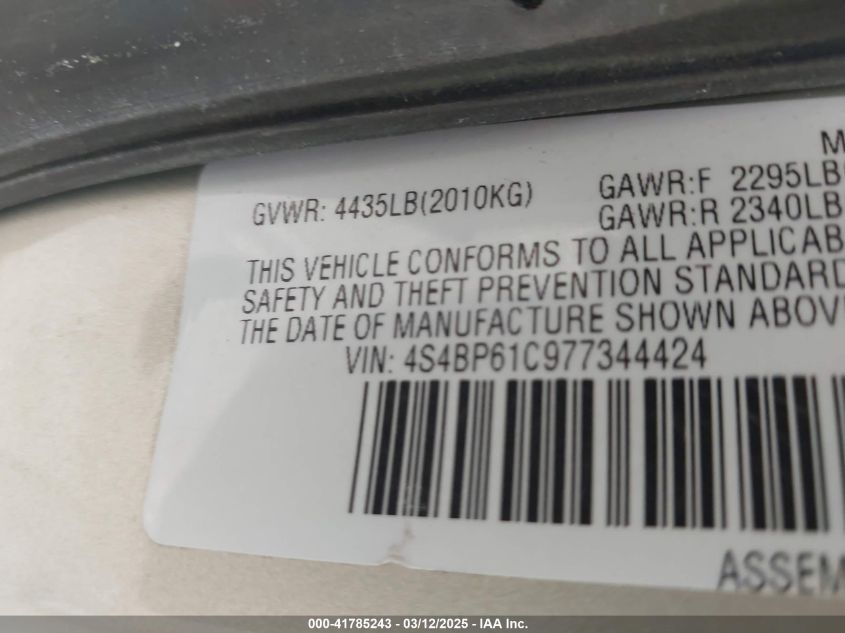 M
GVWR: 4435LB(2010KG) GAWR:F 2295LB
GAWR:R 2340LB
THIS VEHICLE CONFORMS TO ALL APPLICAB
SAFETY AND THEFT PREVENTION STANDARD
THE DATE OF MANUFACTURE SHOWN ABOV
VIN: 4S4BP61C977344424
ASSEM
000-41785243 - 03/12/2025 - IAA Inc.